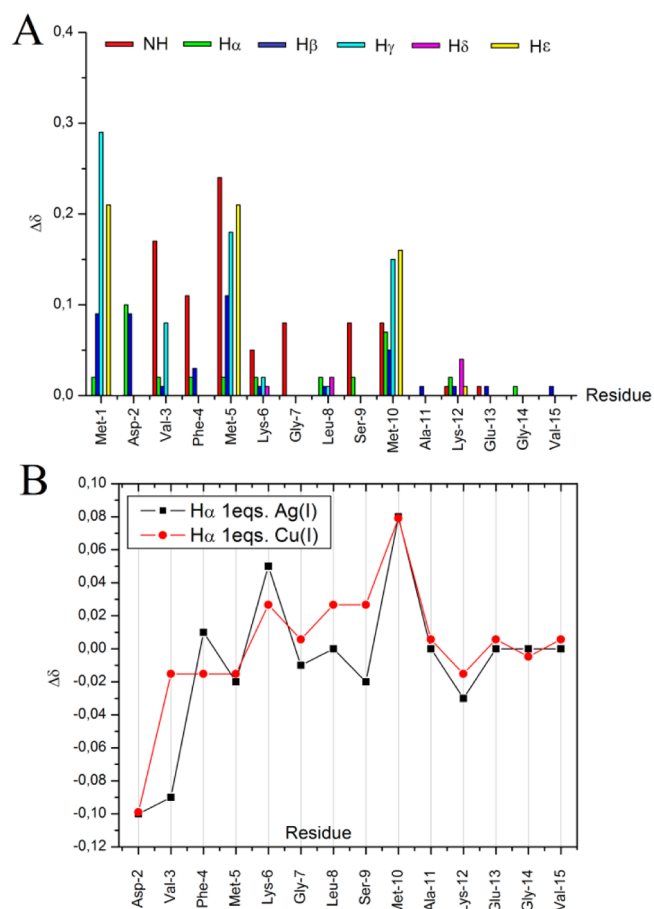 A
NH Hα Hβ Hγ Hδ Hε
0,4
0,3
0,2
0,1
0,0
Δδ
Residue
Met-1 Asp-2 Val-3 Phe-4 Met-5 Lys-6 Gly-7 Leu-8 Ser-9 Met-10 Ala-11 Lys-12 Glu-13 Gly-14 Val-15
B
Hα 1eqs. Ag(I)
Hα 1eqs. Cu(I)
0,10
0,08
0,06
0,04
0,02
0,00
-0,02
-0,04
-0,06
-0,08
-0,10
-0,12
Δδ
Residue
Asp-2 Val-3 Phe-4 Met-5 Lys-6 Gly-7 Leu-8 Ser-9 Met-10 Ala-11 Lys-12 Glu-13 Gly-14 Val-15